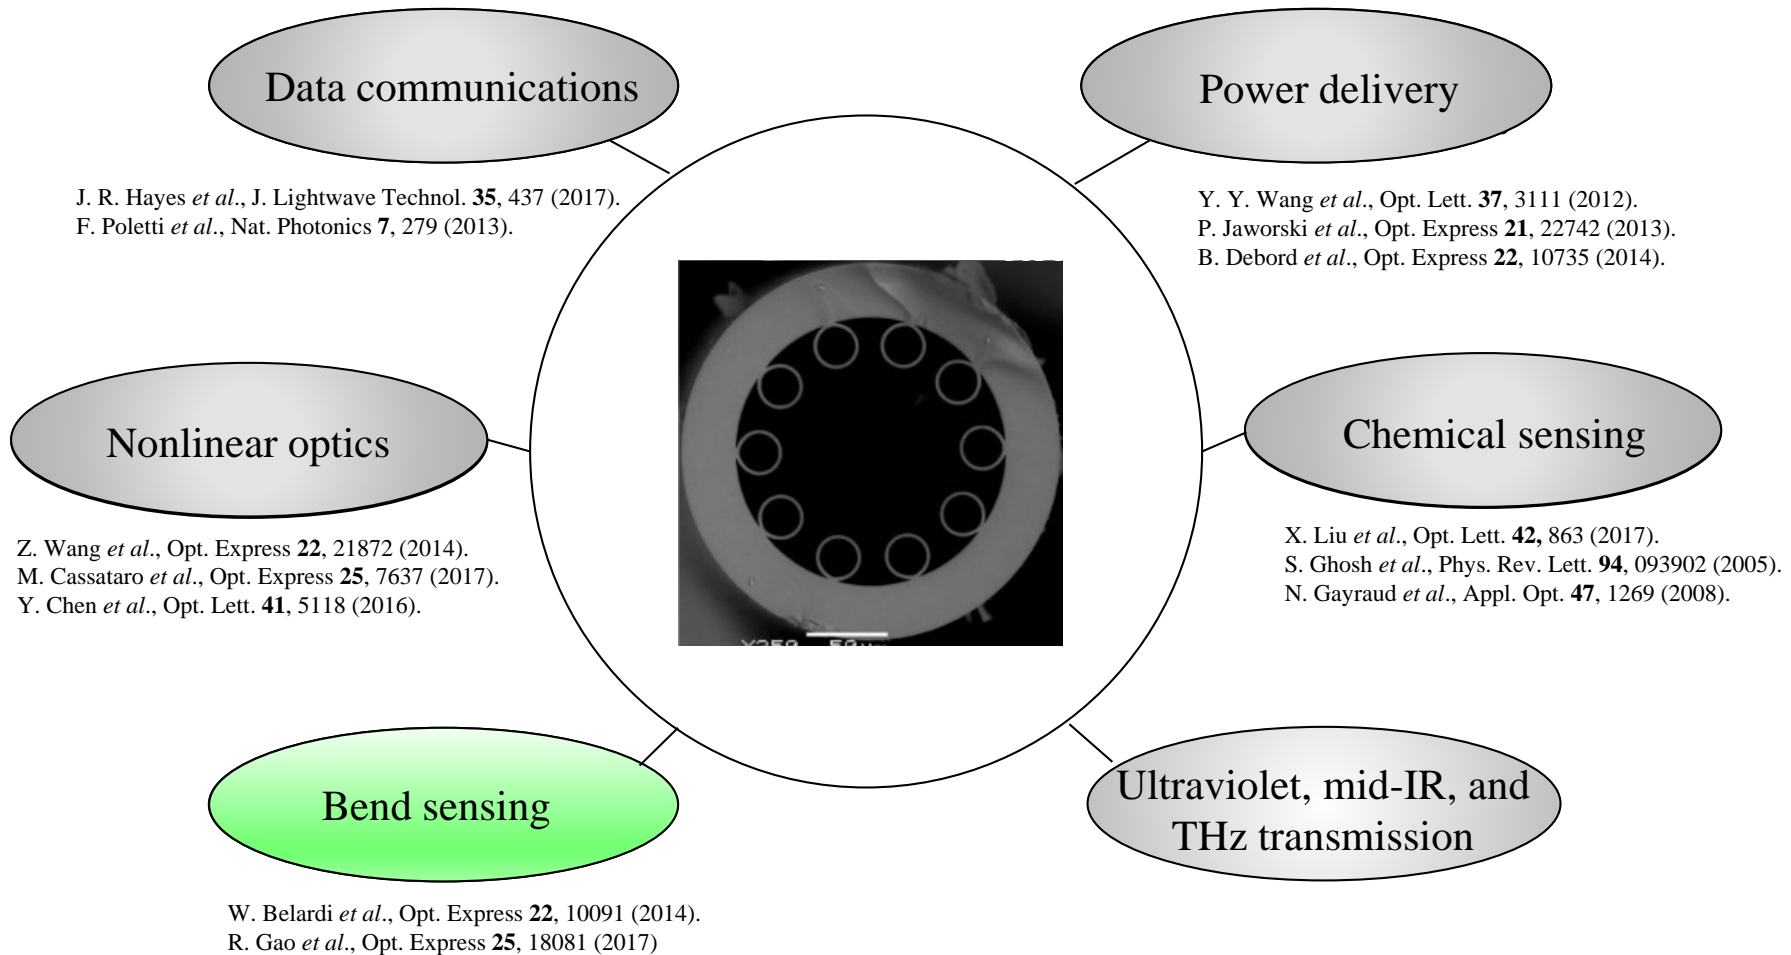 Data communications
J. R. Hayes et al., J. Lightwave Technol. 35, 437 (2017).
F. Poletti et al., Nat. Photonics 7, 279 (2013).
Power delivery
Y. Y. Wang et al., Opt. Lett. 37, 3111 (2012).
P. Jaworski et al., Opt. Express 21, 22742 (2013).
B. Debord et al., Opt. Express 22, 10735 (2014).
Nonlinear optics
Z. Wang et al., Opt. Express 22, 21872 (2014).
M. Cassataro et al., Opt. Express 25, 7637 (2017).
Y. Chen et al., Opt. Lett. 41, 5118 (2016).
Chemical sensing
X. Liu et al., Opt. Lett. 42, 863 (2017).
S. Ghosh et al., Phys. Rev. Lett. 94, 093902 (2005).
N. Gayraud et al., Appl. Opt. 47, 1269 (2008).
Bend sensing
W. Belardi et al., Opt. Express 22, 10091 (2014).
R. Gao et al., Opt. Express 25, 18081 (2017)
Ultraviolet, mid-IR, and
THz transmission